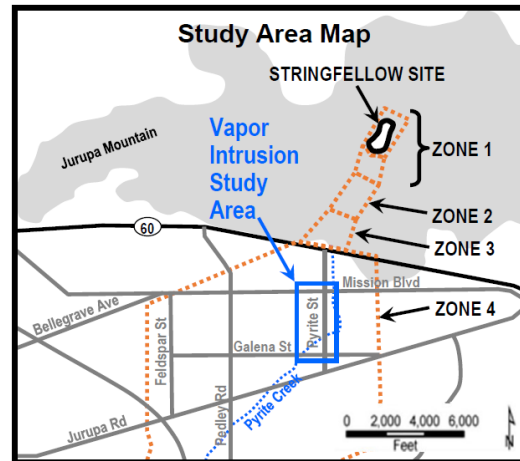 Study Area Map
STRINGFELLOW SITE
Jurupa Mountain
Vapor
Intrusion
Study
Area
ZONE 1
ZONE 2
ZONE 3
60
Mission Blvd
Bellegrave Ave
Feldspar St
Pyrite St
ZONE 4
Galena St
Pedley Rd
Pyrite Creek
Jurupa Rd
0 2,000 4,000 6,000
Feet
N